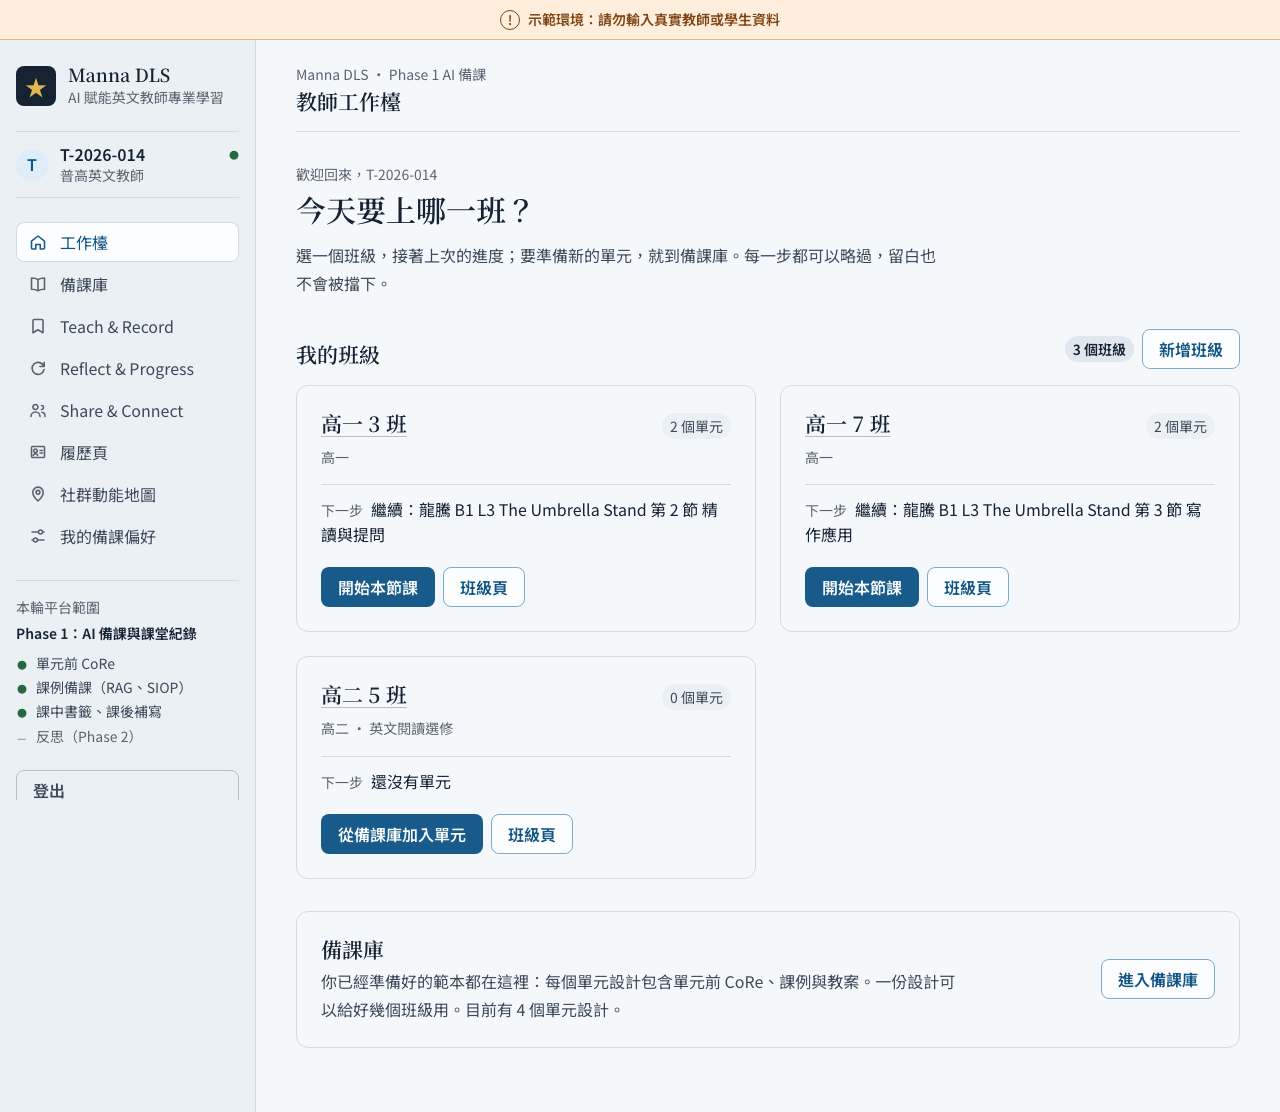 示範環境：請勿輸入真實教師或學生資料
Manna DLS
AI 賦能英文教師專業學習
T
T-2026-014
普高英文教師
工作檯
備課庫
Teach & Record
Reflect & Progress
Share & Connect
履歷頁
社群動能地圖
我的備課偏好
本輪平台範圍
Phase 1：AI 備課與課堂紀錄
單元前 CoRe
課例備課（RAG、SIOP）
課中書籤、課後補寫
反思（Phase 2）
登出
Manna DLS · Phase 1 AI 備課
教師工作檯
歡迎回來，T-2026-014
今天要上哪一班？
選一個班級，接著上次的進度；要準備新的單元，就到備課庫。每一步都可以略過，留白也
不會被擋下。
我的班級
3 個班級
新增班級
高一 3 班
2 個單元
高一
下一步 繼續：龍騰 B1 L3 The Umbrella Stand 第 2 節 精
讀與提問
開始本節課
班級頁
高一 7 班
2 個單元
高一
下一步 繼續：龍騰 B1 L3 The Umbrella Stand 第 3 節 寫
作應用
開始本節課
班級頁
高二 5 班
0 個單元
高二 · 英文閱讀選修
下一步 還沒有單元
從備課庫加入單元
班級頁
備課庫
你已經準備好的範本都在這裡：每個單元設計包含單元前 CoRe、課例與教案。一份設計可
以給好幾個班級用。目前有 4 個單元設計。
進入備課庫